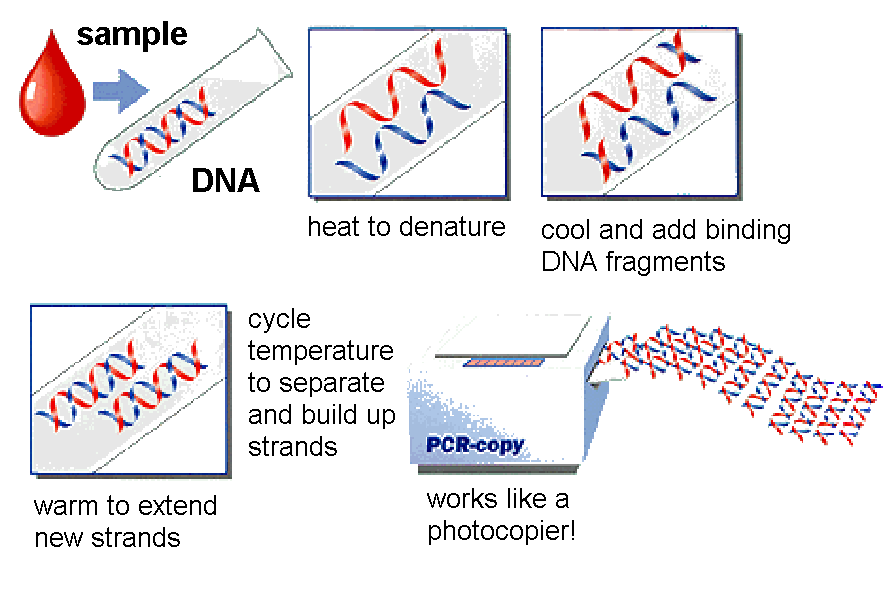 sample
DNA
heat to denature
cool and add binding
DNA fragments
warm to extend
new strands
cycle
temperature
to separate
and build up
strands
PCR-copy
works like a
photocopier!